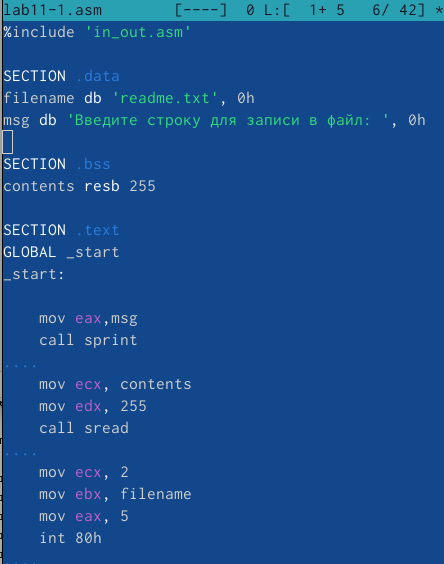 lab11-1.asm [----] 0 L:[ 1+ 5 6/ 42] *
%include 'in_out.asm'
SECTION .data
filename db 'readme.txt', 0h
msg db 'Введите строку для записи в файл: ', 0h
SECTION .bss
contents resb 255
SECTION .text
GLOBAL _start
_start:
mov eax,msg
call sprint
....
mov ecx, contents
mov edx, 255
call sread
....
mov ecx, 2
mov ebx, filename
mov eax, 5
int 80h
....